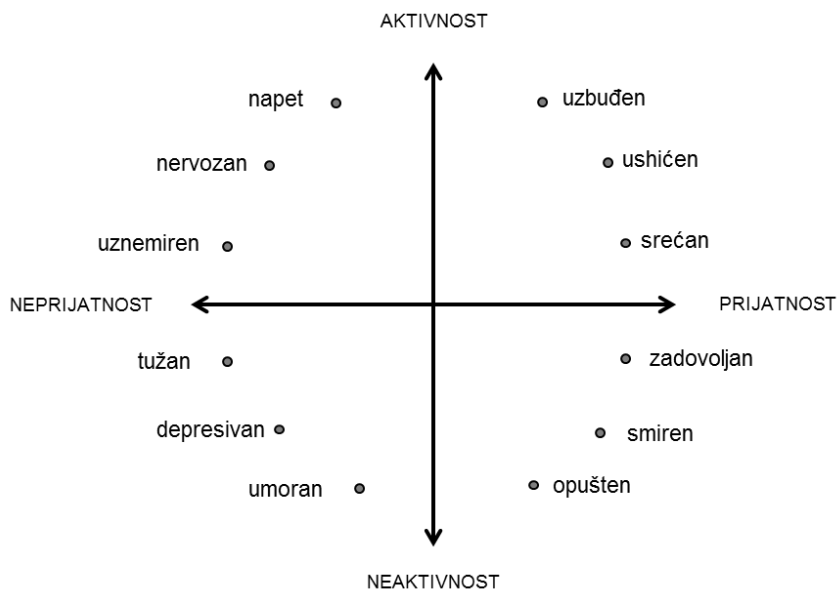 AKTIVNOST
napet
uzbuđen
nervozan
ushićen
uznemiren
srećan
NEPRIJATNOST
PRIJATNOST
tužan
zadovoljan
depresivan
smiren
umoran
opušten
NEAKTIVNOST